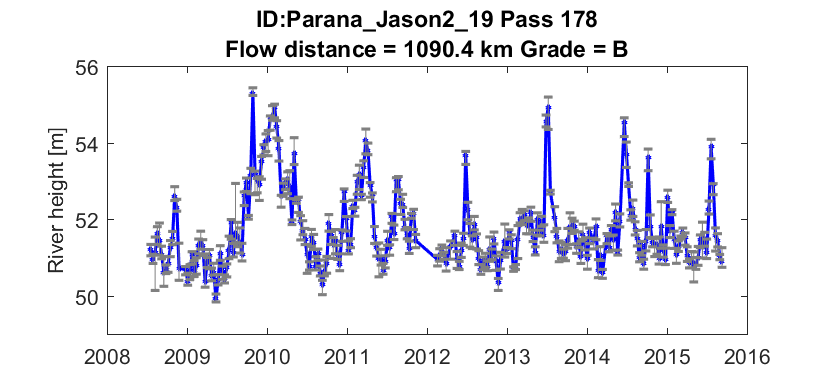 ID:Parana_Jason2_19 Pass 178
Flow distance = 1090.4 km Grade = B
56
54
52
50
River height [m]
2008 2009 2010 2011 2012 2013 2014 2015 2016